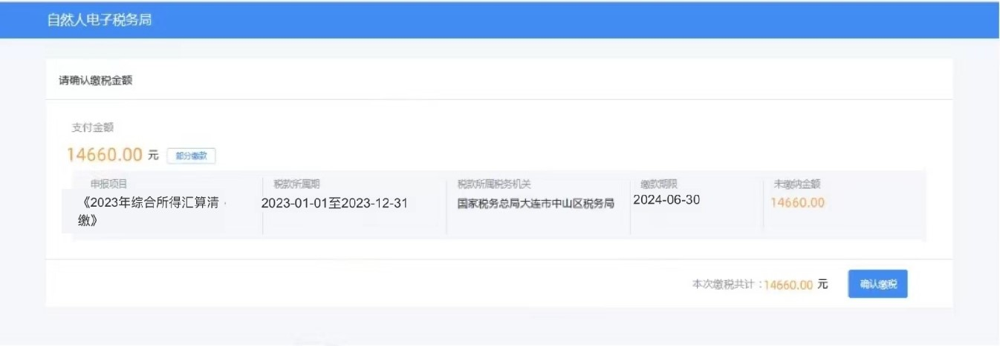 自然人电子税务局
请确认缴税金额
支付金额
14660.00 元 部分缴款
申报项目 税款所属期 税款所属税务机关 缴款期限 未缴纳金额
《2023年综合所得汇算清 2023-01-01至2023-12-31 国家税务总局大连市中山区税务局 2024-06-30 14660.00
缴》
本次缴税共计：14660.00 元 确认缴税